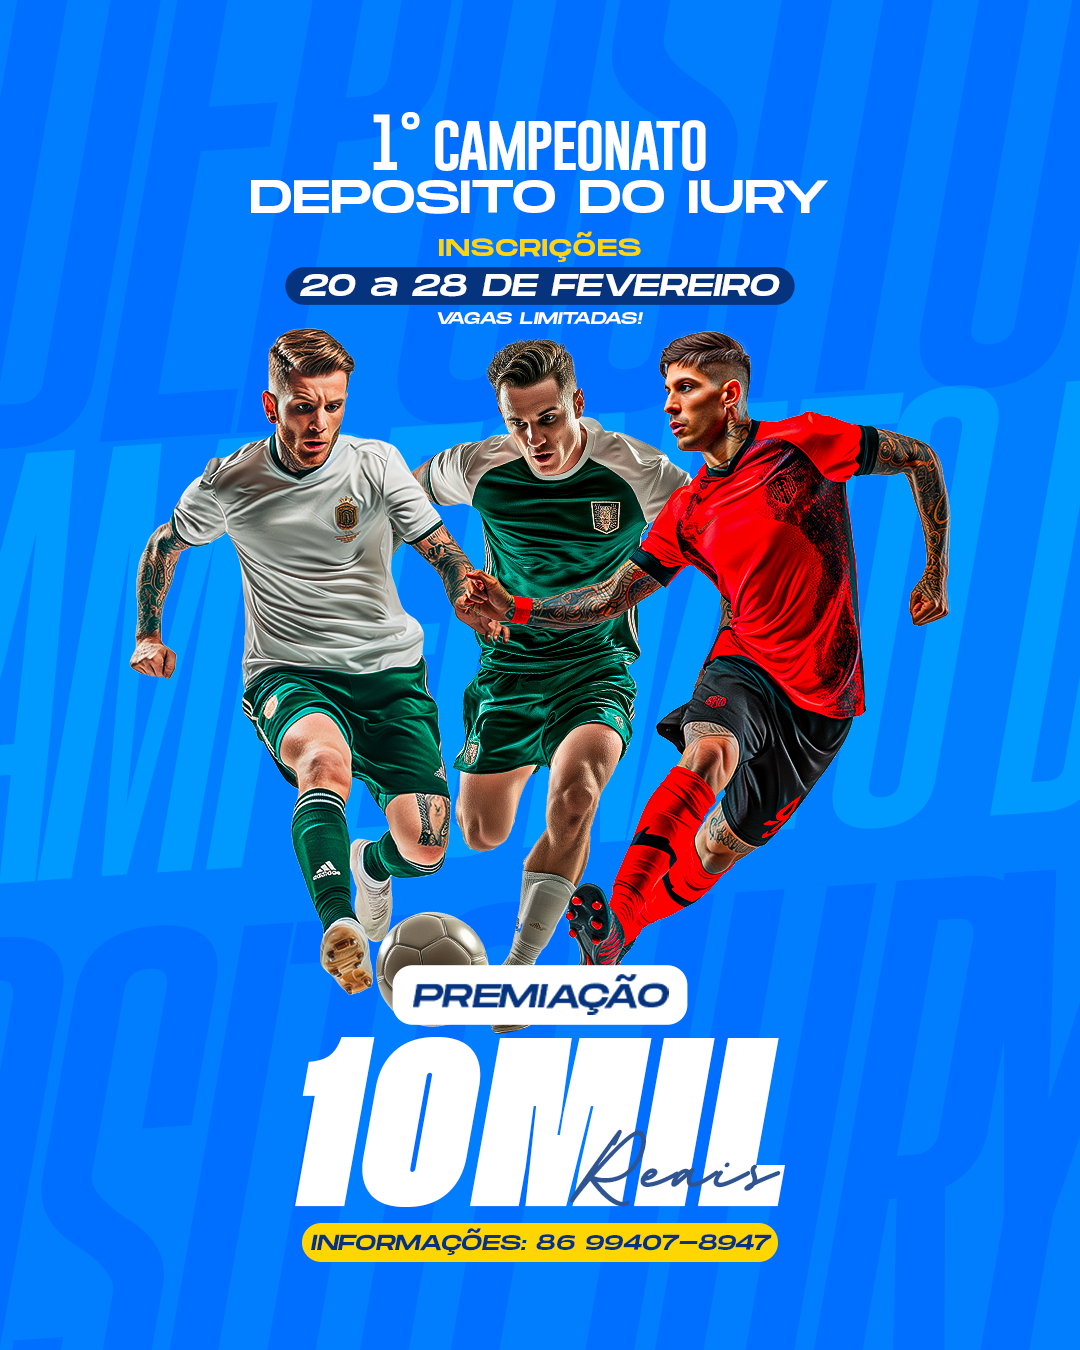 1° CAMPEONATO
DEPOSITO DO IURY
INSCRIÇÕES
20 a 28 DE FEVEREIRO
VAGAS LIMITADAS!
adidas
PREMIAÇÃO
10MIL
Reais
INFORMAÇÕES: 86 99407-8947